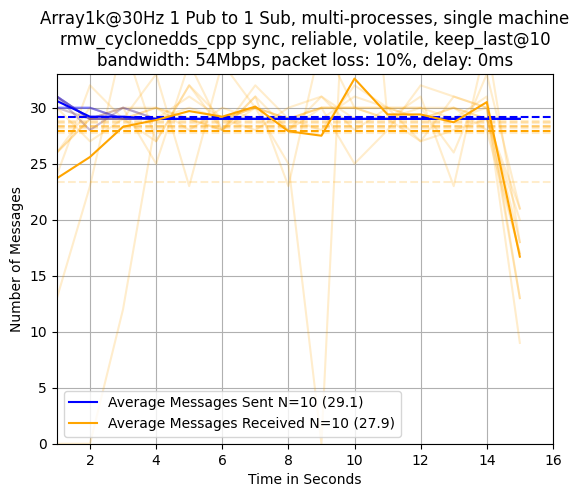 Array1k@30Hz 1 Pub to 1 Sub, multi-processes, single machine
rmw_cyclonedds_cpp sync, reliable, volatile, keep_last@10
bandwidth: 54Mbps, packet loss: 10%, delay: 0ms
Number of Messages
30
25
20
15
10
5
0
Average Messages Sent N=10 (29.1)
Average Messages Received N=10 (27.9)
2 4 6 8 10 12 14 16
Time in Seconds